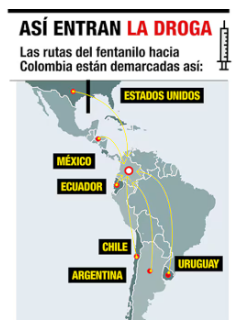 ASÍ ENTRAN LA DROGA
Las rutas del fentanilo hacia
Colombia están demarcadas así:
ESTADOS UNIDOS
MÉXICO
ECUADOR
CHILE
URUGUAY
ARGENTINA